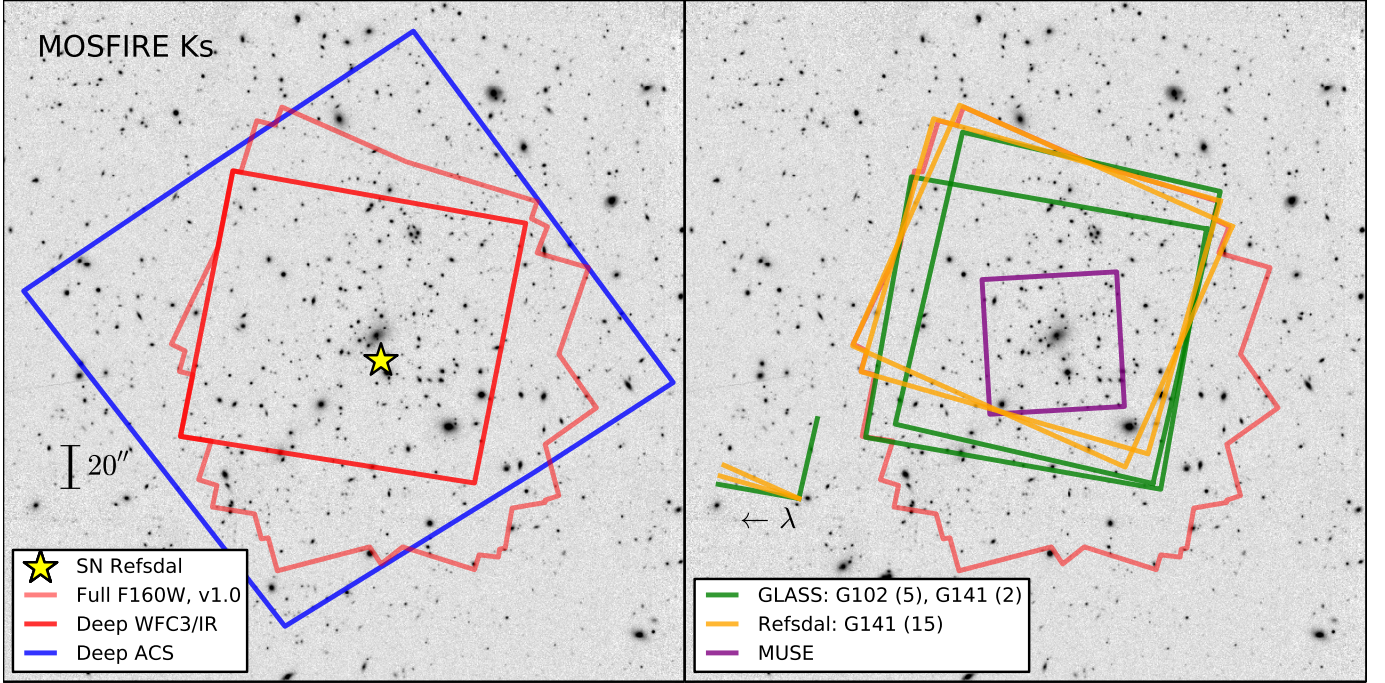 MOSFIRE Ks
20″
SN Refsdal
Full F160W, v1.0
Deep WFC3/IR
Deep ACS
← λ
GLASS: G102 (5), G141 (2)
Refsdal: G141 (15)
MUSE